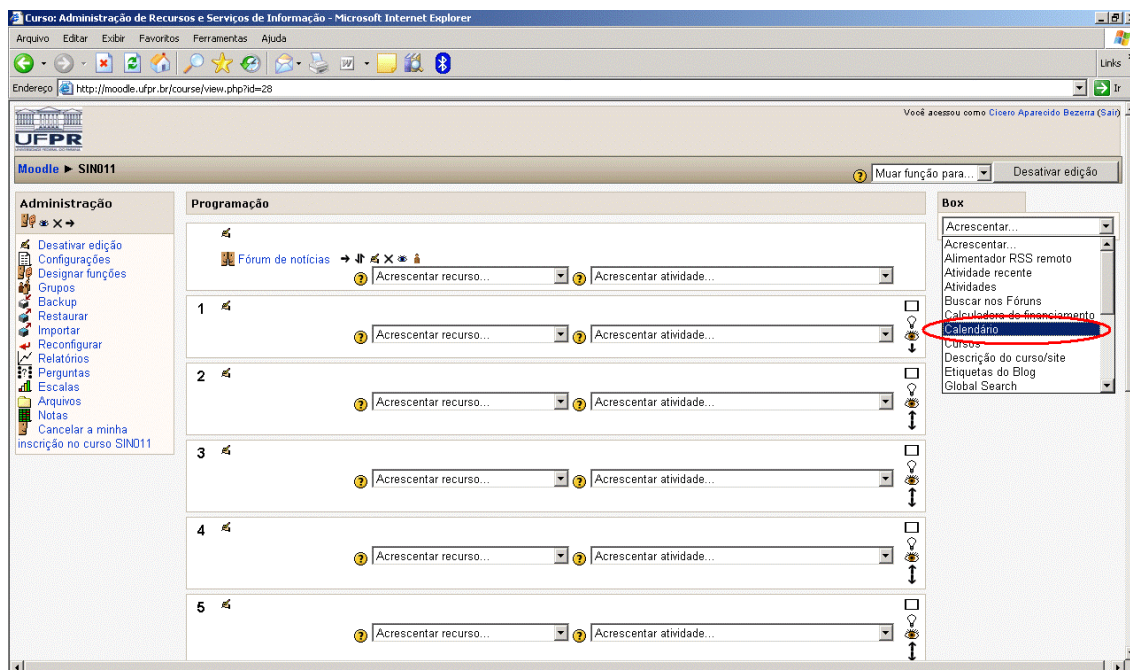 Curso: Administração de Recursos e Serviços de Informação - Microsoft Internet Explorer
Arquivo Editar Exibir Favoritos Ferramentas Ajuda
Links
Endereço http://moodle.ufpr.br/course/view.php?id=28 Ir
UFPR
Você acessou como Cicero Aparecido Bezerra (Sair)
Moodle ► SIN011
Muar função para... Desativar edição
Administração
Desativar edição
Configurações
Designar funções
Grupos
Backup
Restaurar
Importar
Reconfigurar
Relatórios
Perguntas
Escalas
Arquivos
Notas
Cancelar a minha
inscrição no curso SIN011
Programação
Fórum de notícias
Acrescentar recurso... Acrescentar atividade...
1
Acrescentar recurso... Acrescentar atividade...
2
Acrescentar recurso... Acrescentar atividade...
3
Acrescentar recurso... Acrescentar atividade...
4
Acrescentar recurso... Acrescentar atividade...
5
Acrescentar recurso... Acrescentar atividade...
Box
Acrescentar...
Acrescentar...
Alimentador RSS remoto
Atividade recente
Atividades
Buscar nos Fóruns
Calculadora de financiamento
Calendário
Cursos
Descrição do curso/site
Etiquetas do Blog
Global Search